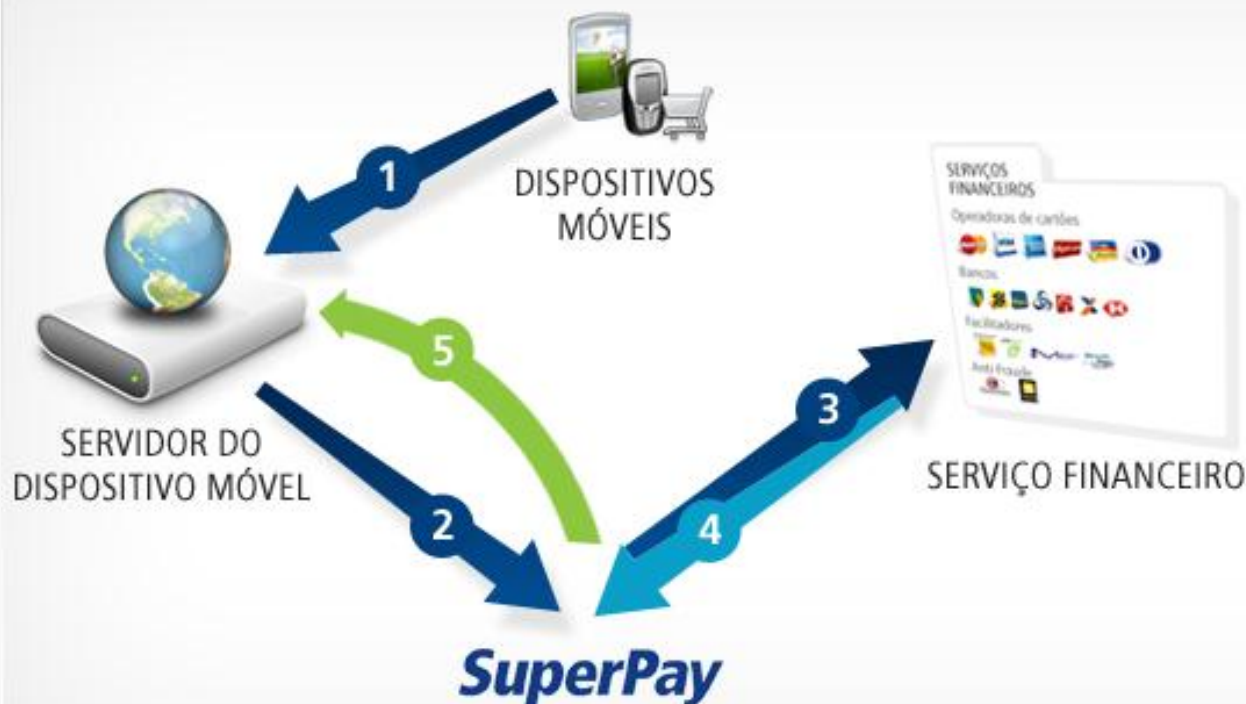 1
DISPOSITIVOS
MÓVEIS
SERVIÇOS
FINANCEIROS
Operadoras de cartões
Bancos
Facilitadores
Anti Fraude
5
3
SERVIDOR DO
DISPOSITIVO MÓVEL
SERVIÇO FINANCEIRO
2
4
SuperPay